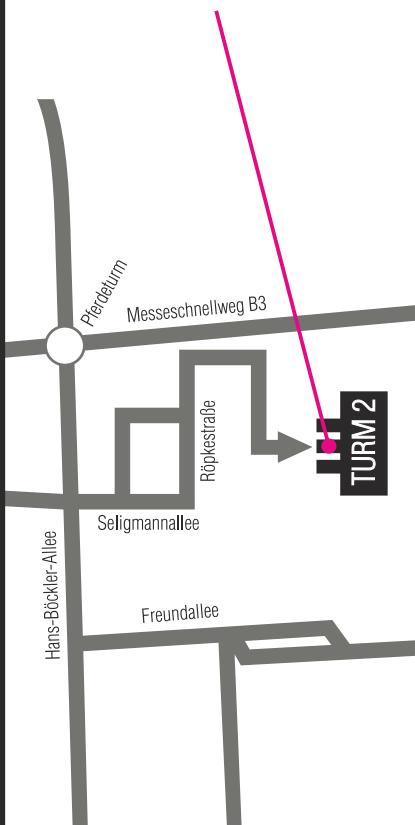 Pferdeturm
Messeschnellweg B3
Röpkestraße
TURM 2
Seligmannallee
Hans-Böckler-Allee
Freundallee